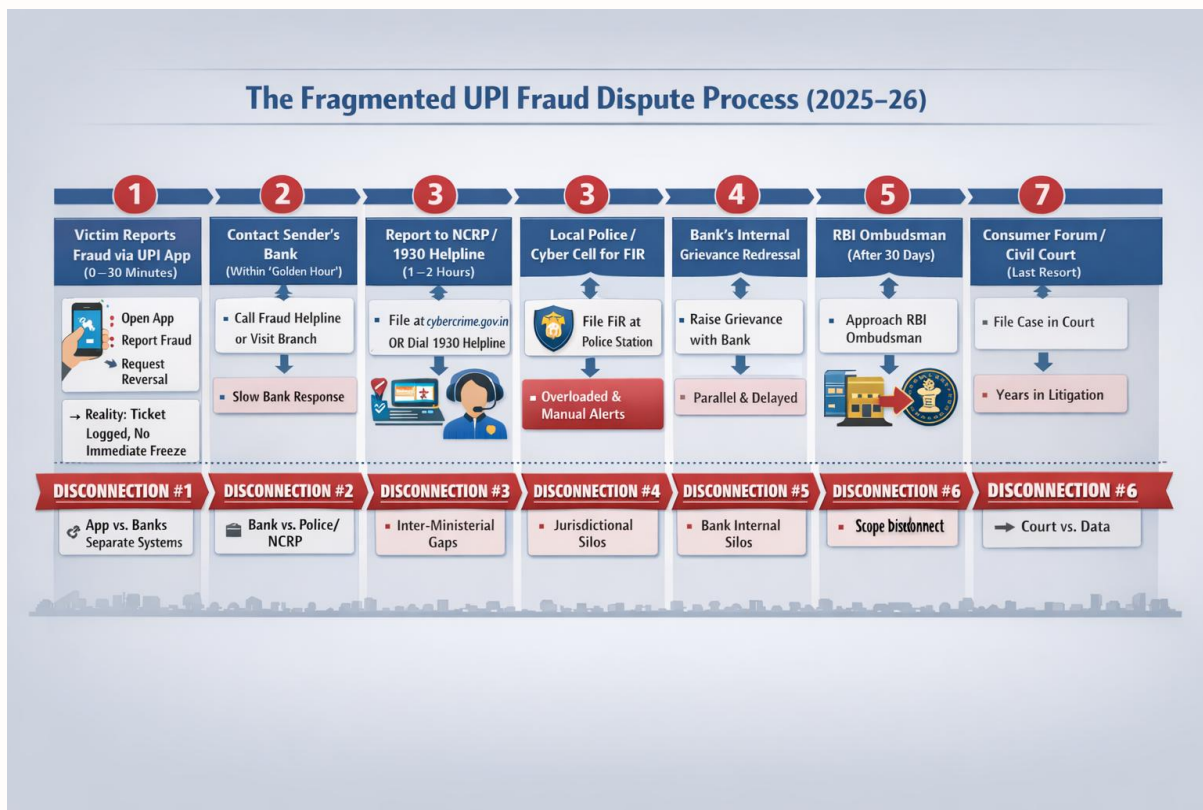 The Fragmented UPI Fraud Dispute Process (2025–26)
1
Victim Reports
Fraud via UPI App
(0–30 Minutes)
Open App
Report Fraud
Request
Reversal
→ Reality: Ticket
Logged, No
Immediate Freeze
2
Contact Sender's
Bank
(Within 'Golden Hour')
Call Fraud Helpline
or Visit Branch
Slow Bank Response
3
Report to NCRP /
1930 Helpline
(1–2 Hours)
File at cybercrime.gov.in
OR Dial 1930 Helpline
3
Local Police /
Cyber Cell for FIR
File FiR at
Police Station
Overloaded &
Manual Alerts
4
Bank's Internal
Grievance Redressal
Raise Grievance
with Bank
Parallel & Delayed
5
RBI Ombudsman
(After 30 Days)
Approach RBI
Ombudsman
7
Consumer Forum /
Civil Court
(Last Resort)
File Case in Court
Years in Litigation
DISCONNECTION #1
App vs. Banks
Separate Systems
DISCONNECTION #2
Bank vs. Police/
NCRP
DISCONNECTION #3
Inter-Ministerial
Gaps
DISCONNECTION #4
Jurisdictional
Silos
DISCONNECTION #5
Bank Internal
Silos
DISCONNECTION #6
Scope
DISCONNECTION #6
→ Court vs. Data